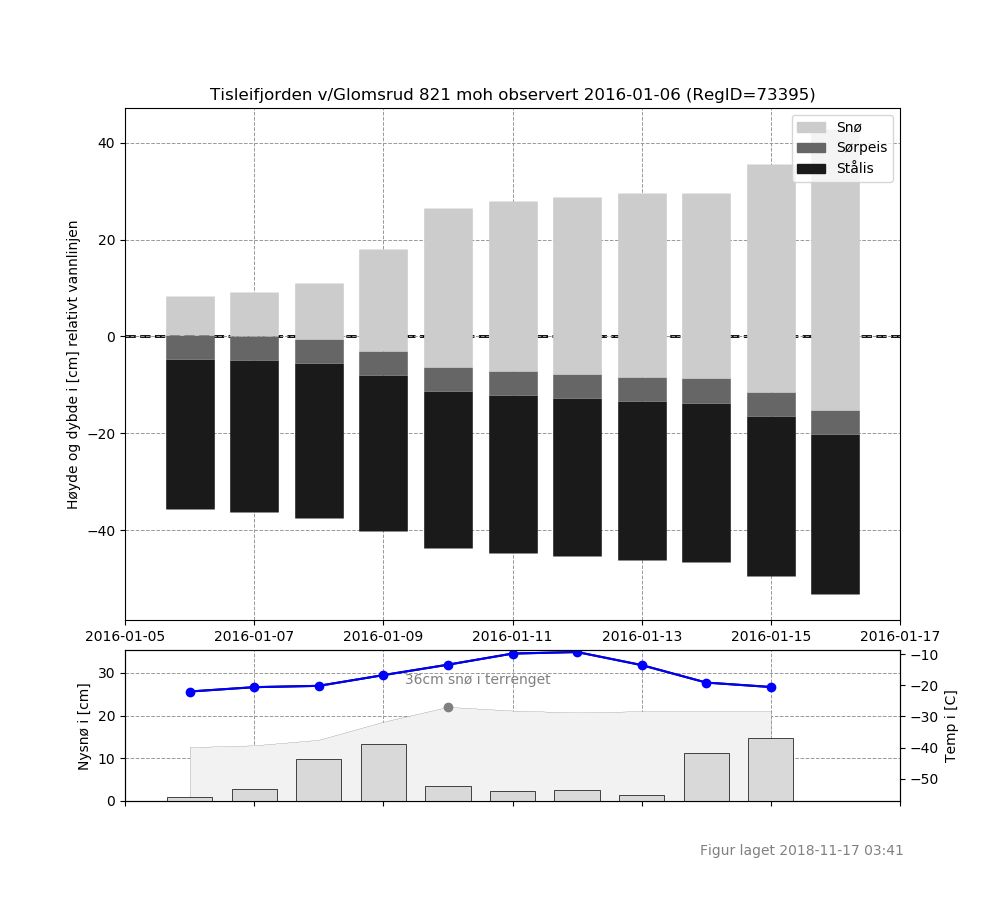 Tisleifjorden v/Glomsrud 821 moh observert 2016-01-06 (RegID=73395)
Høyde og dybde i [cm] relativt vannlinjen
40
20
0
−20
−40
Snø
Sørpeis
Stålis
2016-01-05 2016-01-07 2016-01-09 2016-01-11 2016-01-13 2016-01-15 2016-01-17
Nysnø i [cm]
30
20
10
0
36cm snø i terrenget
−10
−20
−30
−40
−50
Temp i [C]
Figur laget 2018-11-17 03:41